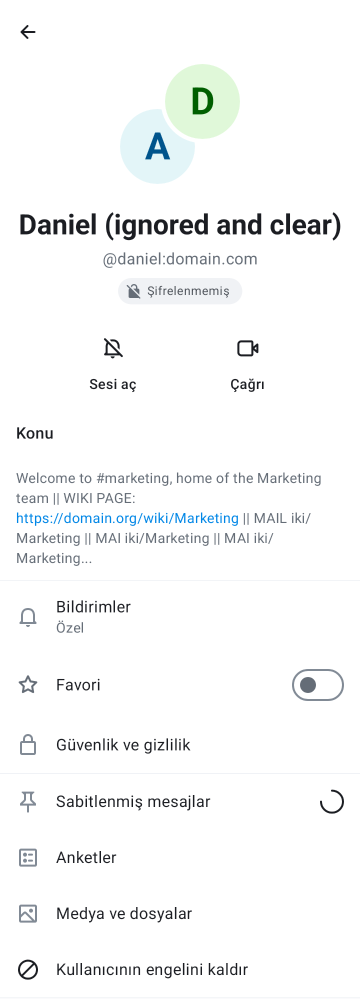 D
A
Daniel (ignored and clear)
@daniel:domain.com
Şifrelenmemiş
Sesi aç
Çağrı
Konu
Welcome to #marketing, home of the Marketing
team || WIKI PAGE:
https://domain.org/wiki/Marketing || MAIL iki/
Marketing || MAI iki/Marketing || MAI iki/
Marketing...
Bildirimler
Özel
Favori
Güvenlik ve gizlilik
Sabitlenmiş mesajlar
Anketler
Medya ve dosyalar
Kullanıcının engelini kaldır